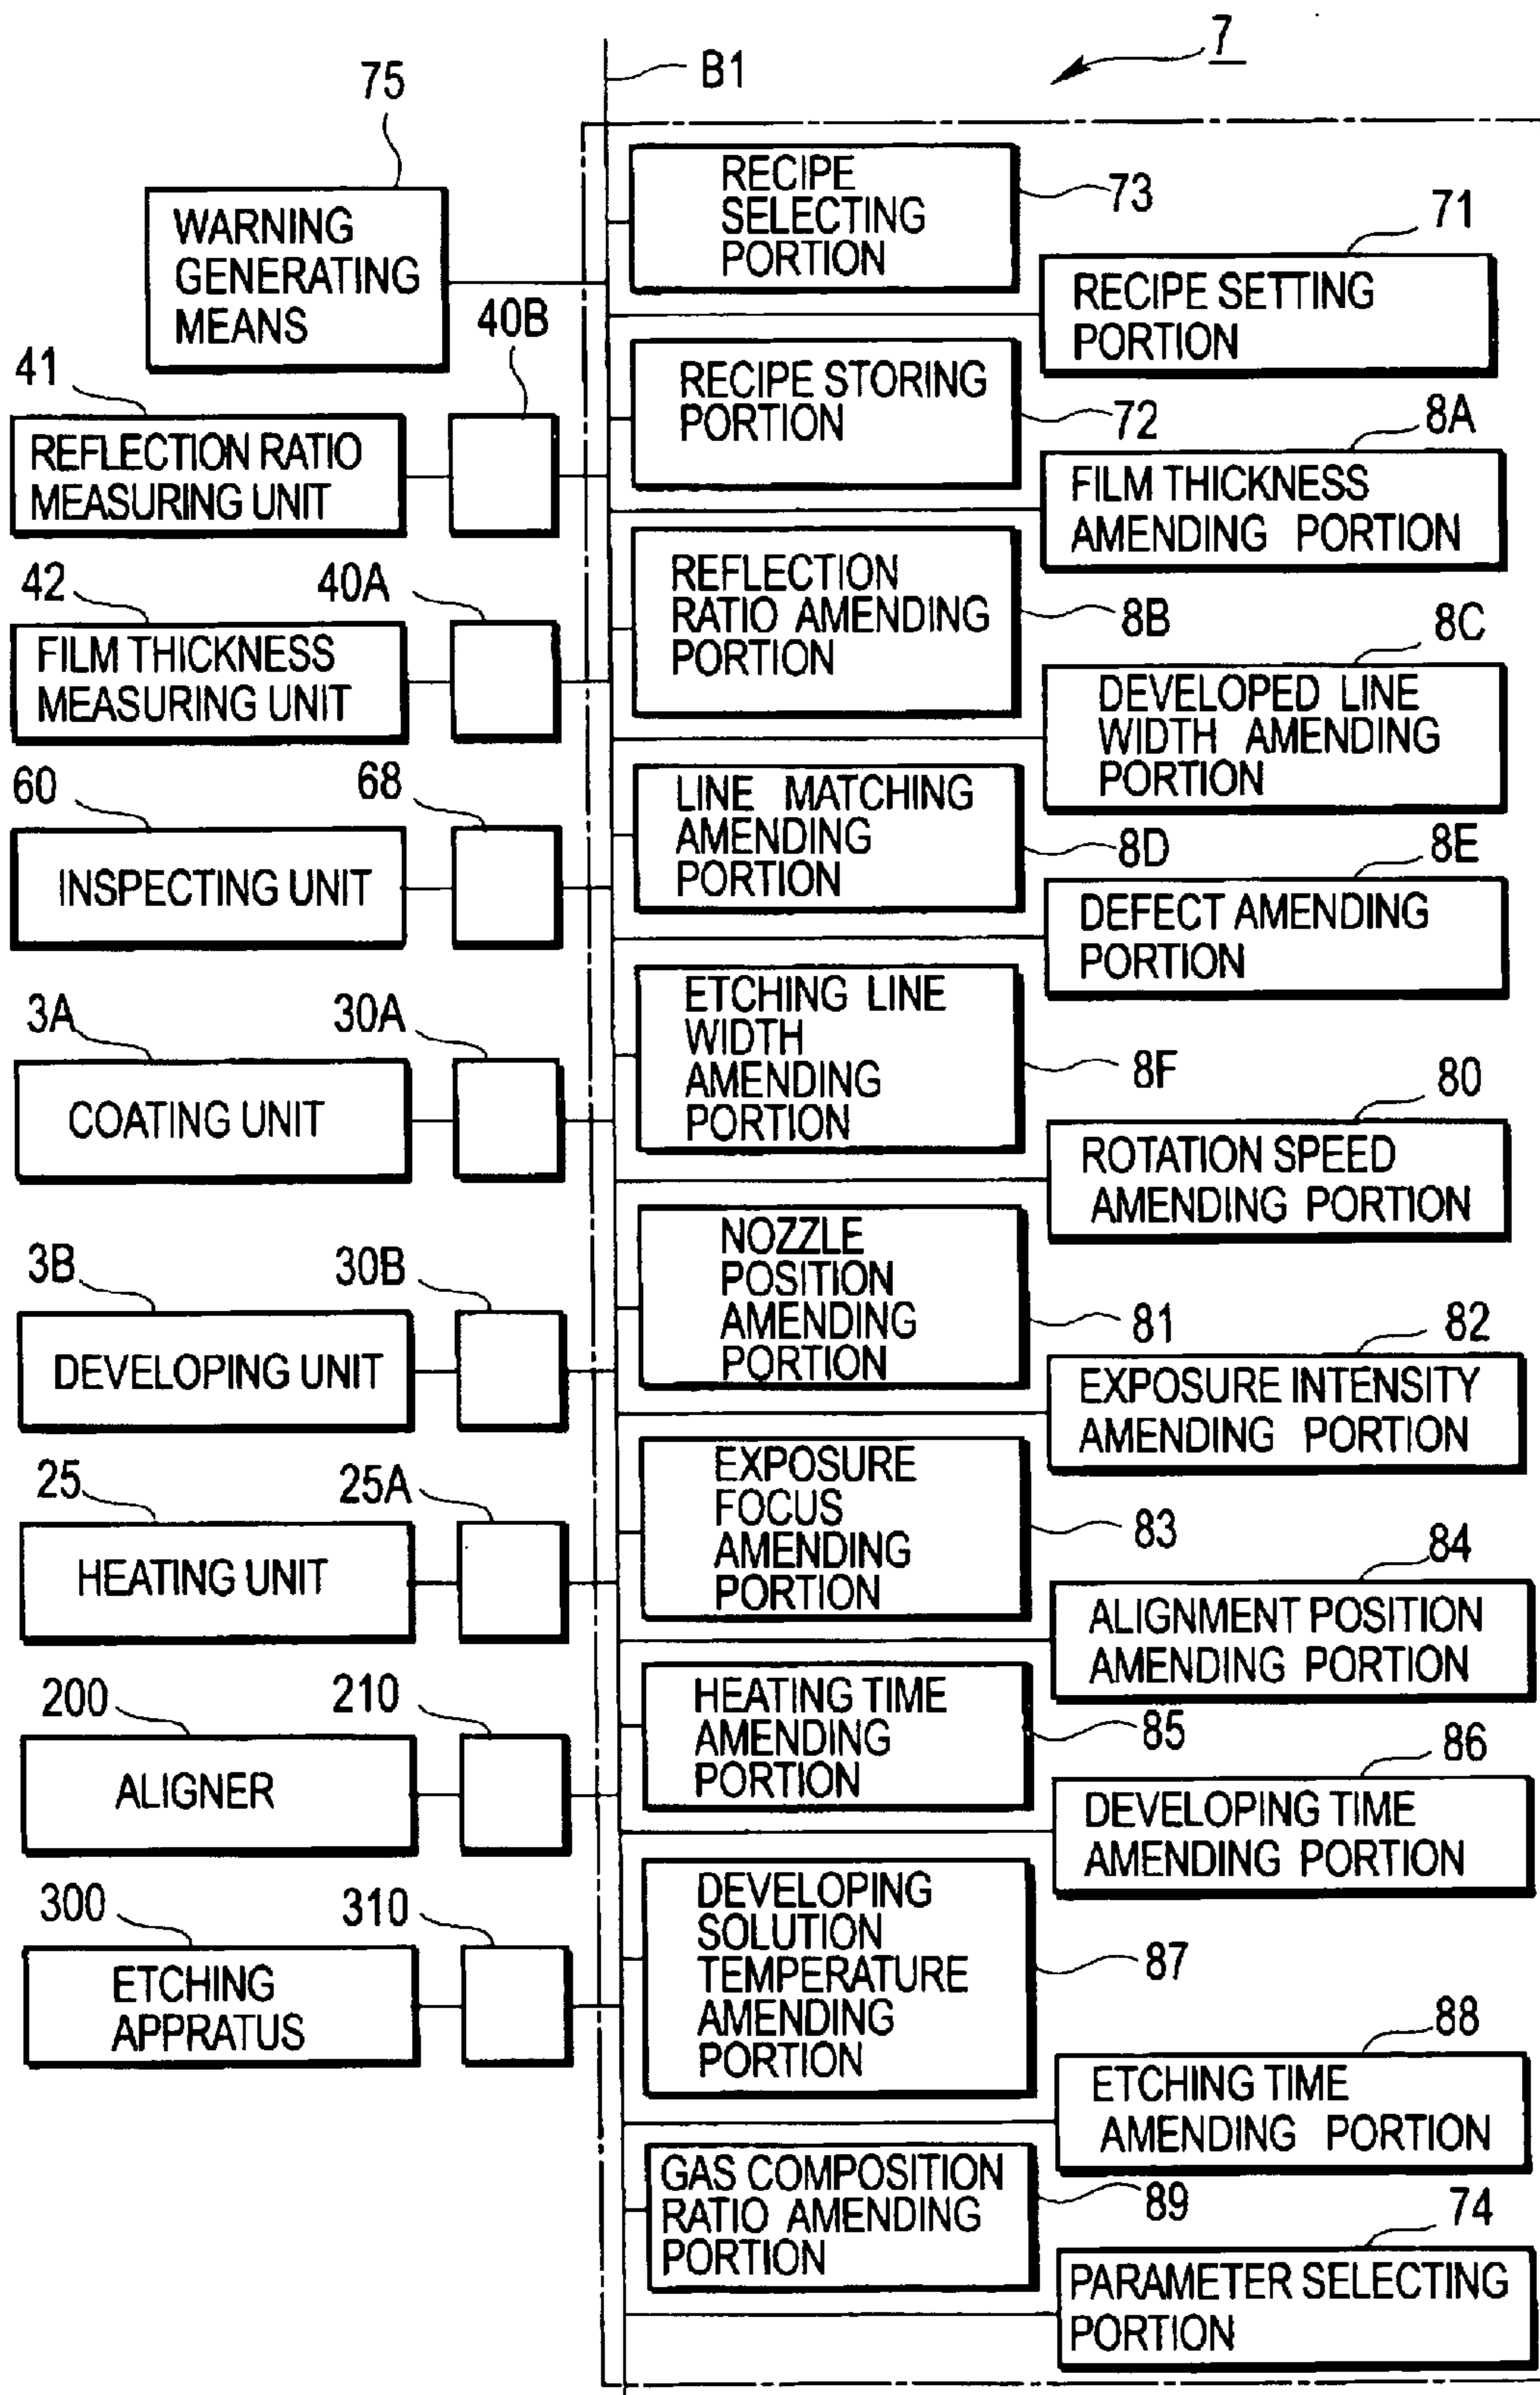 7
B1
75
RECIPE
SELECTING
PORTION
73
WARNING
GENERATING
MEANS
71
RECIPE SETTING
PORTION
40B
41
RECIPE STORING
PORTION
72
8A
REFLECTION RATIO
MEASURING UNIT
FILM THICKNESS
AMENDING PORTION
REFLECTION
RATIO AMENDING
PORTION
8B
42
40A
8C
FILM THICKNESS
MEASURING UNIT
DEVELOPED LINE
WIDTH AMENDING
PORTION
60
68
LINE MATCHING
AMENDING
PORTION
8D
8E
INSPECTING UNIT
DEFECT AMENDING
PORTION
3A
30A
ETCHING LINE
WIDTH
AMENDING
PORTION
8F
80
COATING UNIT
ROTATION SPEED
AMENDING PORTION
3B
30B
NOZZLE
POSITION
AMENDING
PORTION
81
82
DEVELOPING UNIT
EXPOSURE INTENSITY
AMENDING PORTION
25
25A
EXPOSURE
FOCUS
AMENDING
PORTION
83
84
HEATING UNIT
ALIGNMENT POSITION
AMENDING PORTION
200
210
HEATING TIME
AMENDING
PORTION
85
86
ALIGNER
DEVELOPING TIME
AMENDING PORTION
300
310
DEVELOPING
SOLUTION
TEMPERATURE
AMENDING
PORTION
87
ETCHING
APPRATUS
88
ETCHING TIME
AMENDING PORTION
GAS COMPOSITION
RATIO AMENDING
PORTION
89
74
PARAMETER SELECTING
PORTION